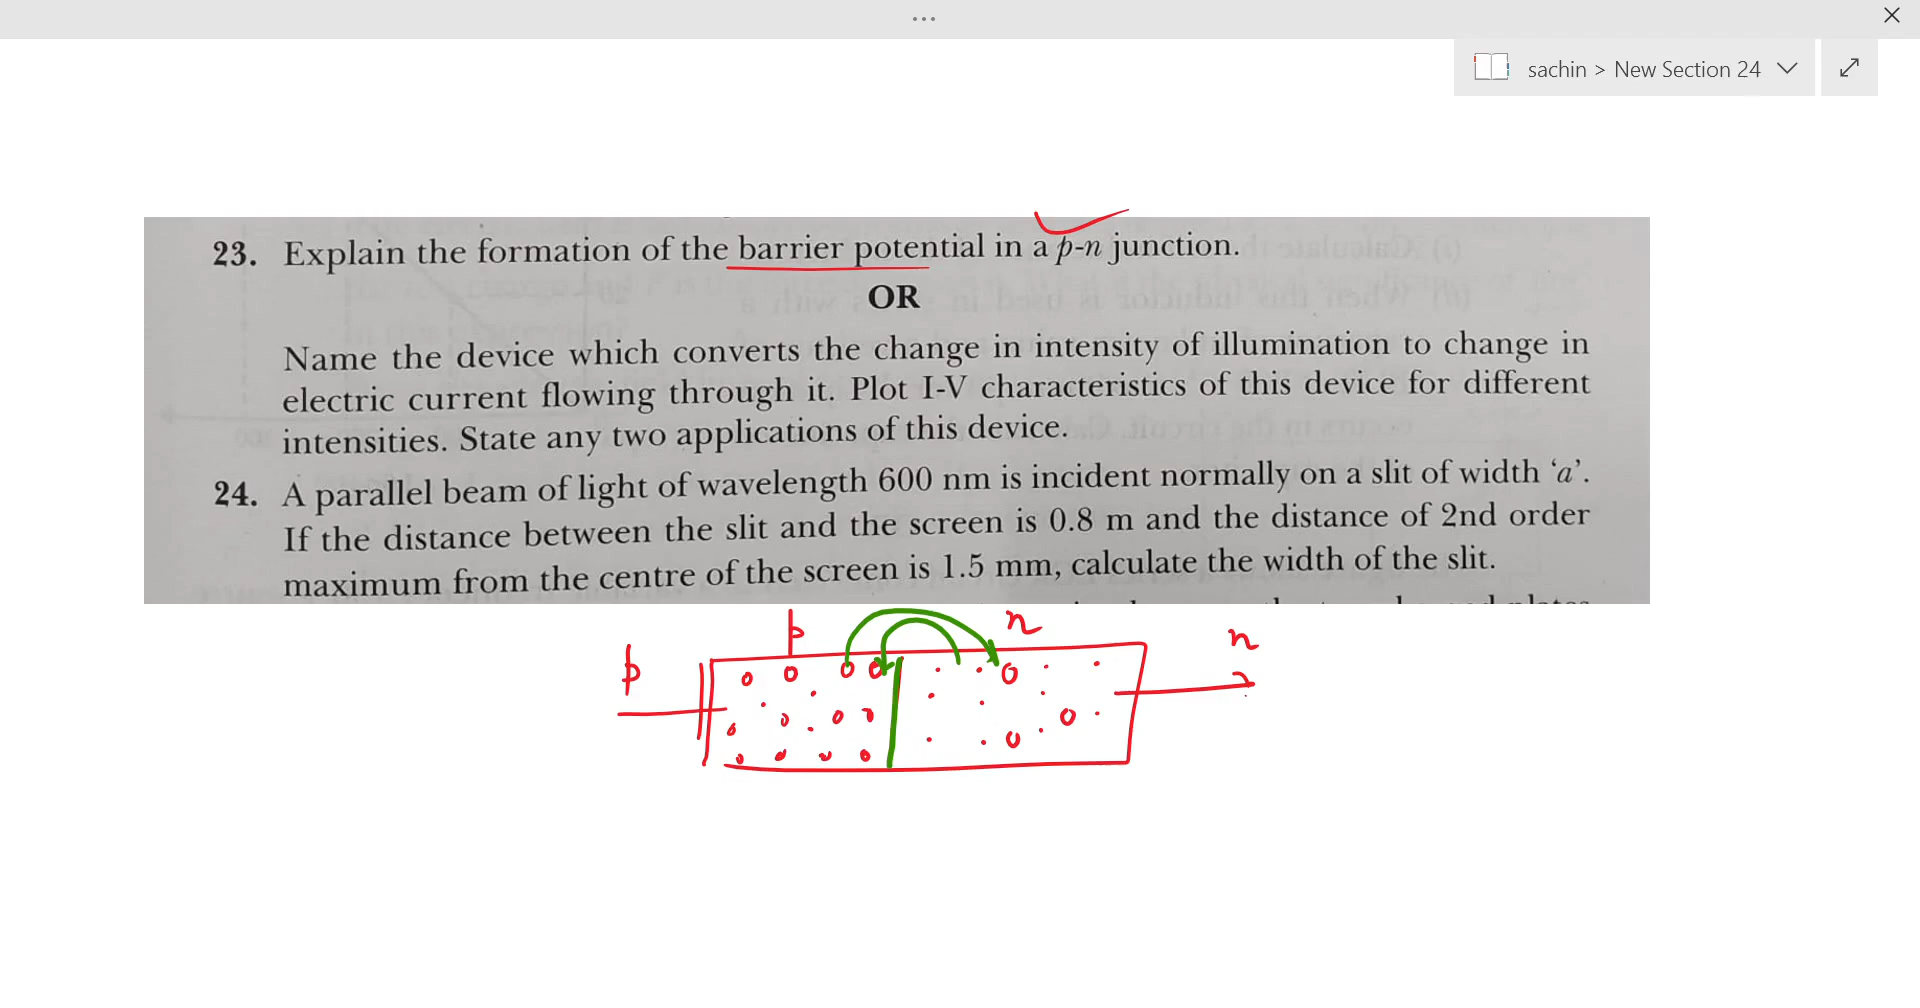 sachin > New Section 24
23. Explain the formation of the barrier potential in a p-n junction.
OR
Name the device which converts the change in intensity of illumination to change in
electric current flowing through it. Plot I-V characteristics of this device for different
intensities. State any two applications of this device.
24. A parallel beam of light of wavelength 600 nm is incident normally on a slit of width ‘a’.
If the distance between the slit and the screen is 0.8 m and the distance of 2nd order
maximum from the centre of the screen is 1.5 mm, calculate the width of the slit.
p n
p n